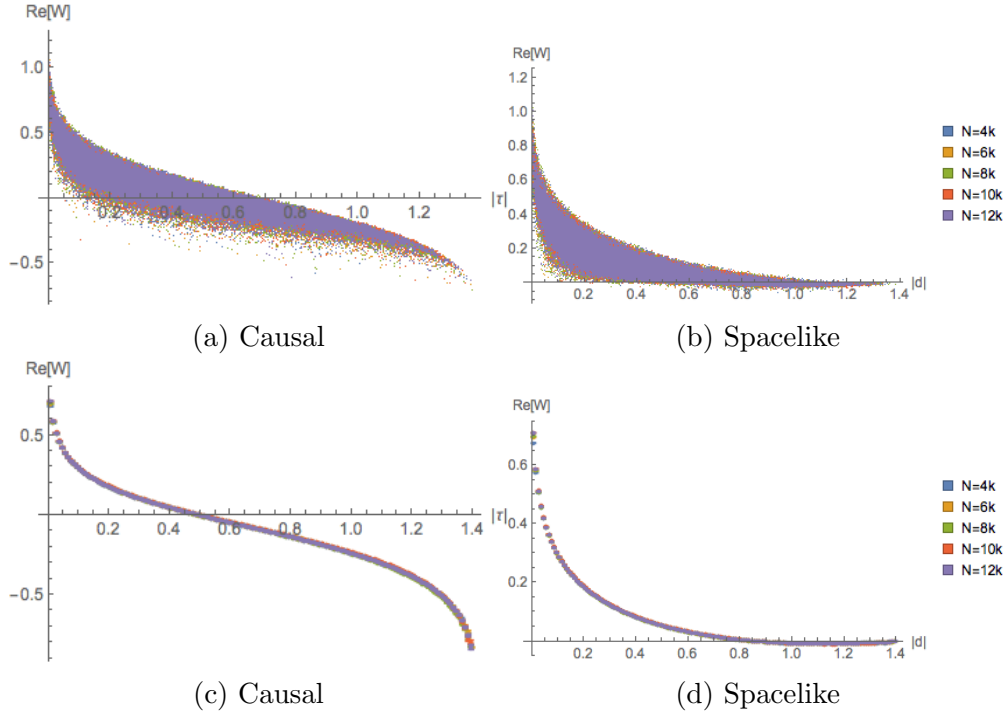 Re[W]
1.0
0.5
0.2 0.4 0.6 0.8 1.0 1.2
|τ|
-0.5
(a) Causal
Re[W]
1.2
1.0
0.8
0.6
0.4
0.2
0.2 0.4 0.6 0.8 1.0 1.2 1.4
|d|
N=4k
N=6k
N=8k
N=10k
N=12k
(b) Spacelike
Re[W]
0.5
0.2 0.4 0.6 0.8 1.0 1.2 1.4
|τ|
-0.5
(c) Causal
Re[W]
0.6
0.4
0.2
0.2 0.4 0.6 0.8 1.0 1.2 1.4
|d|
N=4k
N=6k
N=8k
N=10k
N=12k
(d) Spacelike